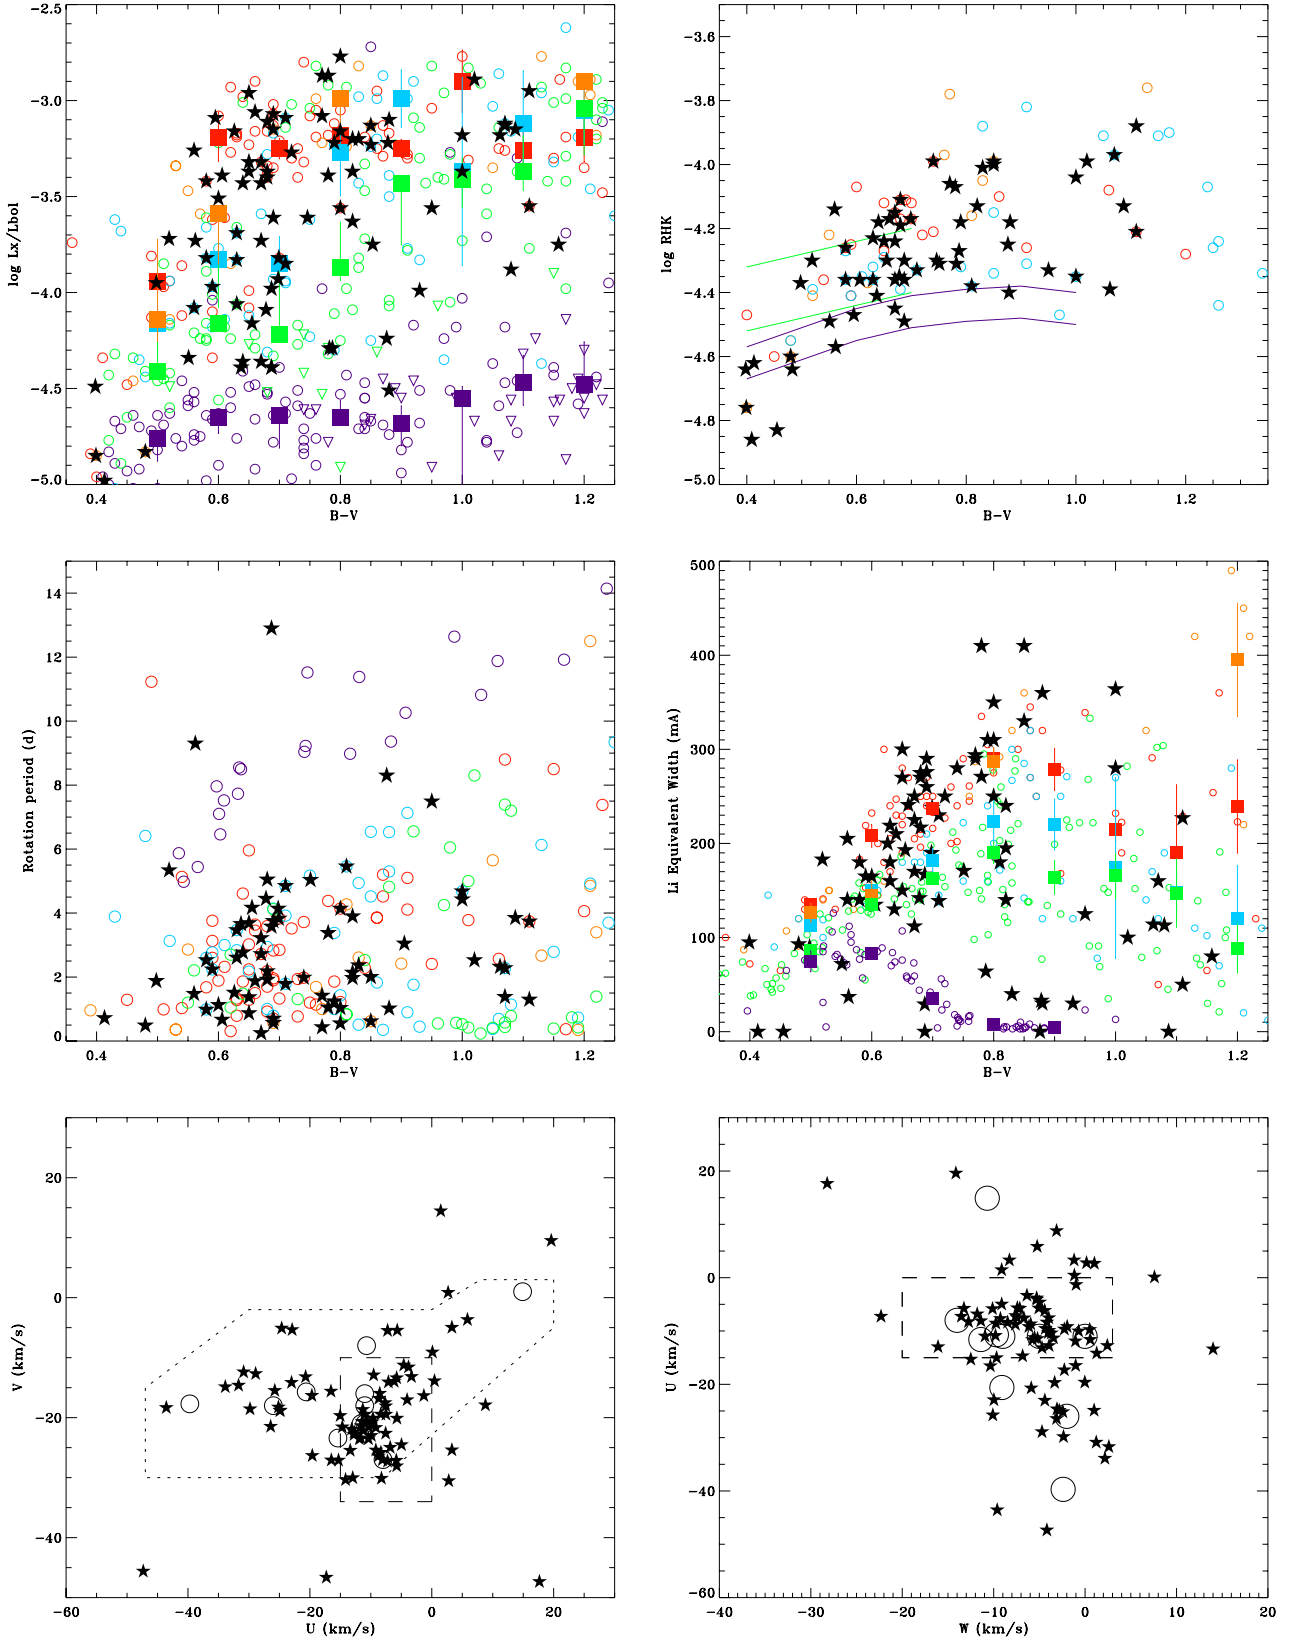 -2.5
-3.0
-3.5
-4.0
-4.5
-5.0
log Lx/Lbol
0.4 0.6 0.8 1.0 1.2
B-V
-3.6
-3.8
-4.0
-4.2
-4.4
-4.6
-4.8
-5.0
log RHK
0.4 0.6 0.8 1.0 1.2
B-V
14
12
10
8
6
4
2
0
Rotation period (d)
0.4 0.6 0.8 1.0 1.2
B-V
500
400
300
200
100
0
Li Equivalent Width (mA)
0.4 0.6 0.8 1.0 1.2
B-V
20
0
-20
-40
V (km/s)
-60 -40 -20 0 20
U (km/s)
20
0
-20
-40
-60
U (km/s)
-40 -30 -20 -10 0 10 20
W (km/s)